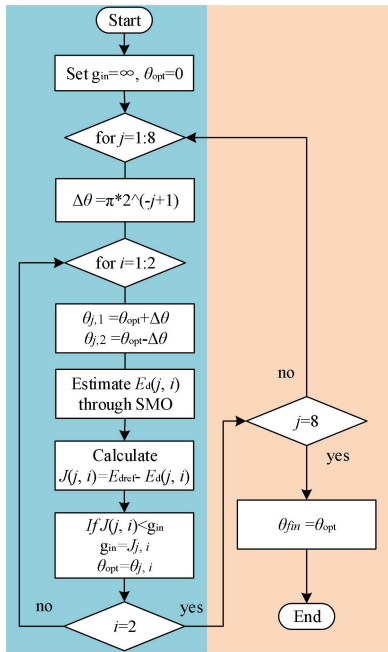 Start
Set gin=∞, θopt=0
for j=1:8
Δθ =π*2^(-j+1)
for i=1:2
θj,1 =θopt+Δθ
θj,2 =θopt-Δθ
Estimate Ed(j, i)
through SMO
Calculate
J(j, i)=Edref- Ed(j, i)
If J(j, i)<gin
gin=Jj, i
θopt=θj, i
no
yes
i=2
no
j=8
yes
θfin =θopt
End